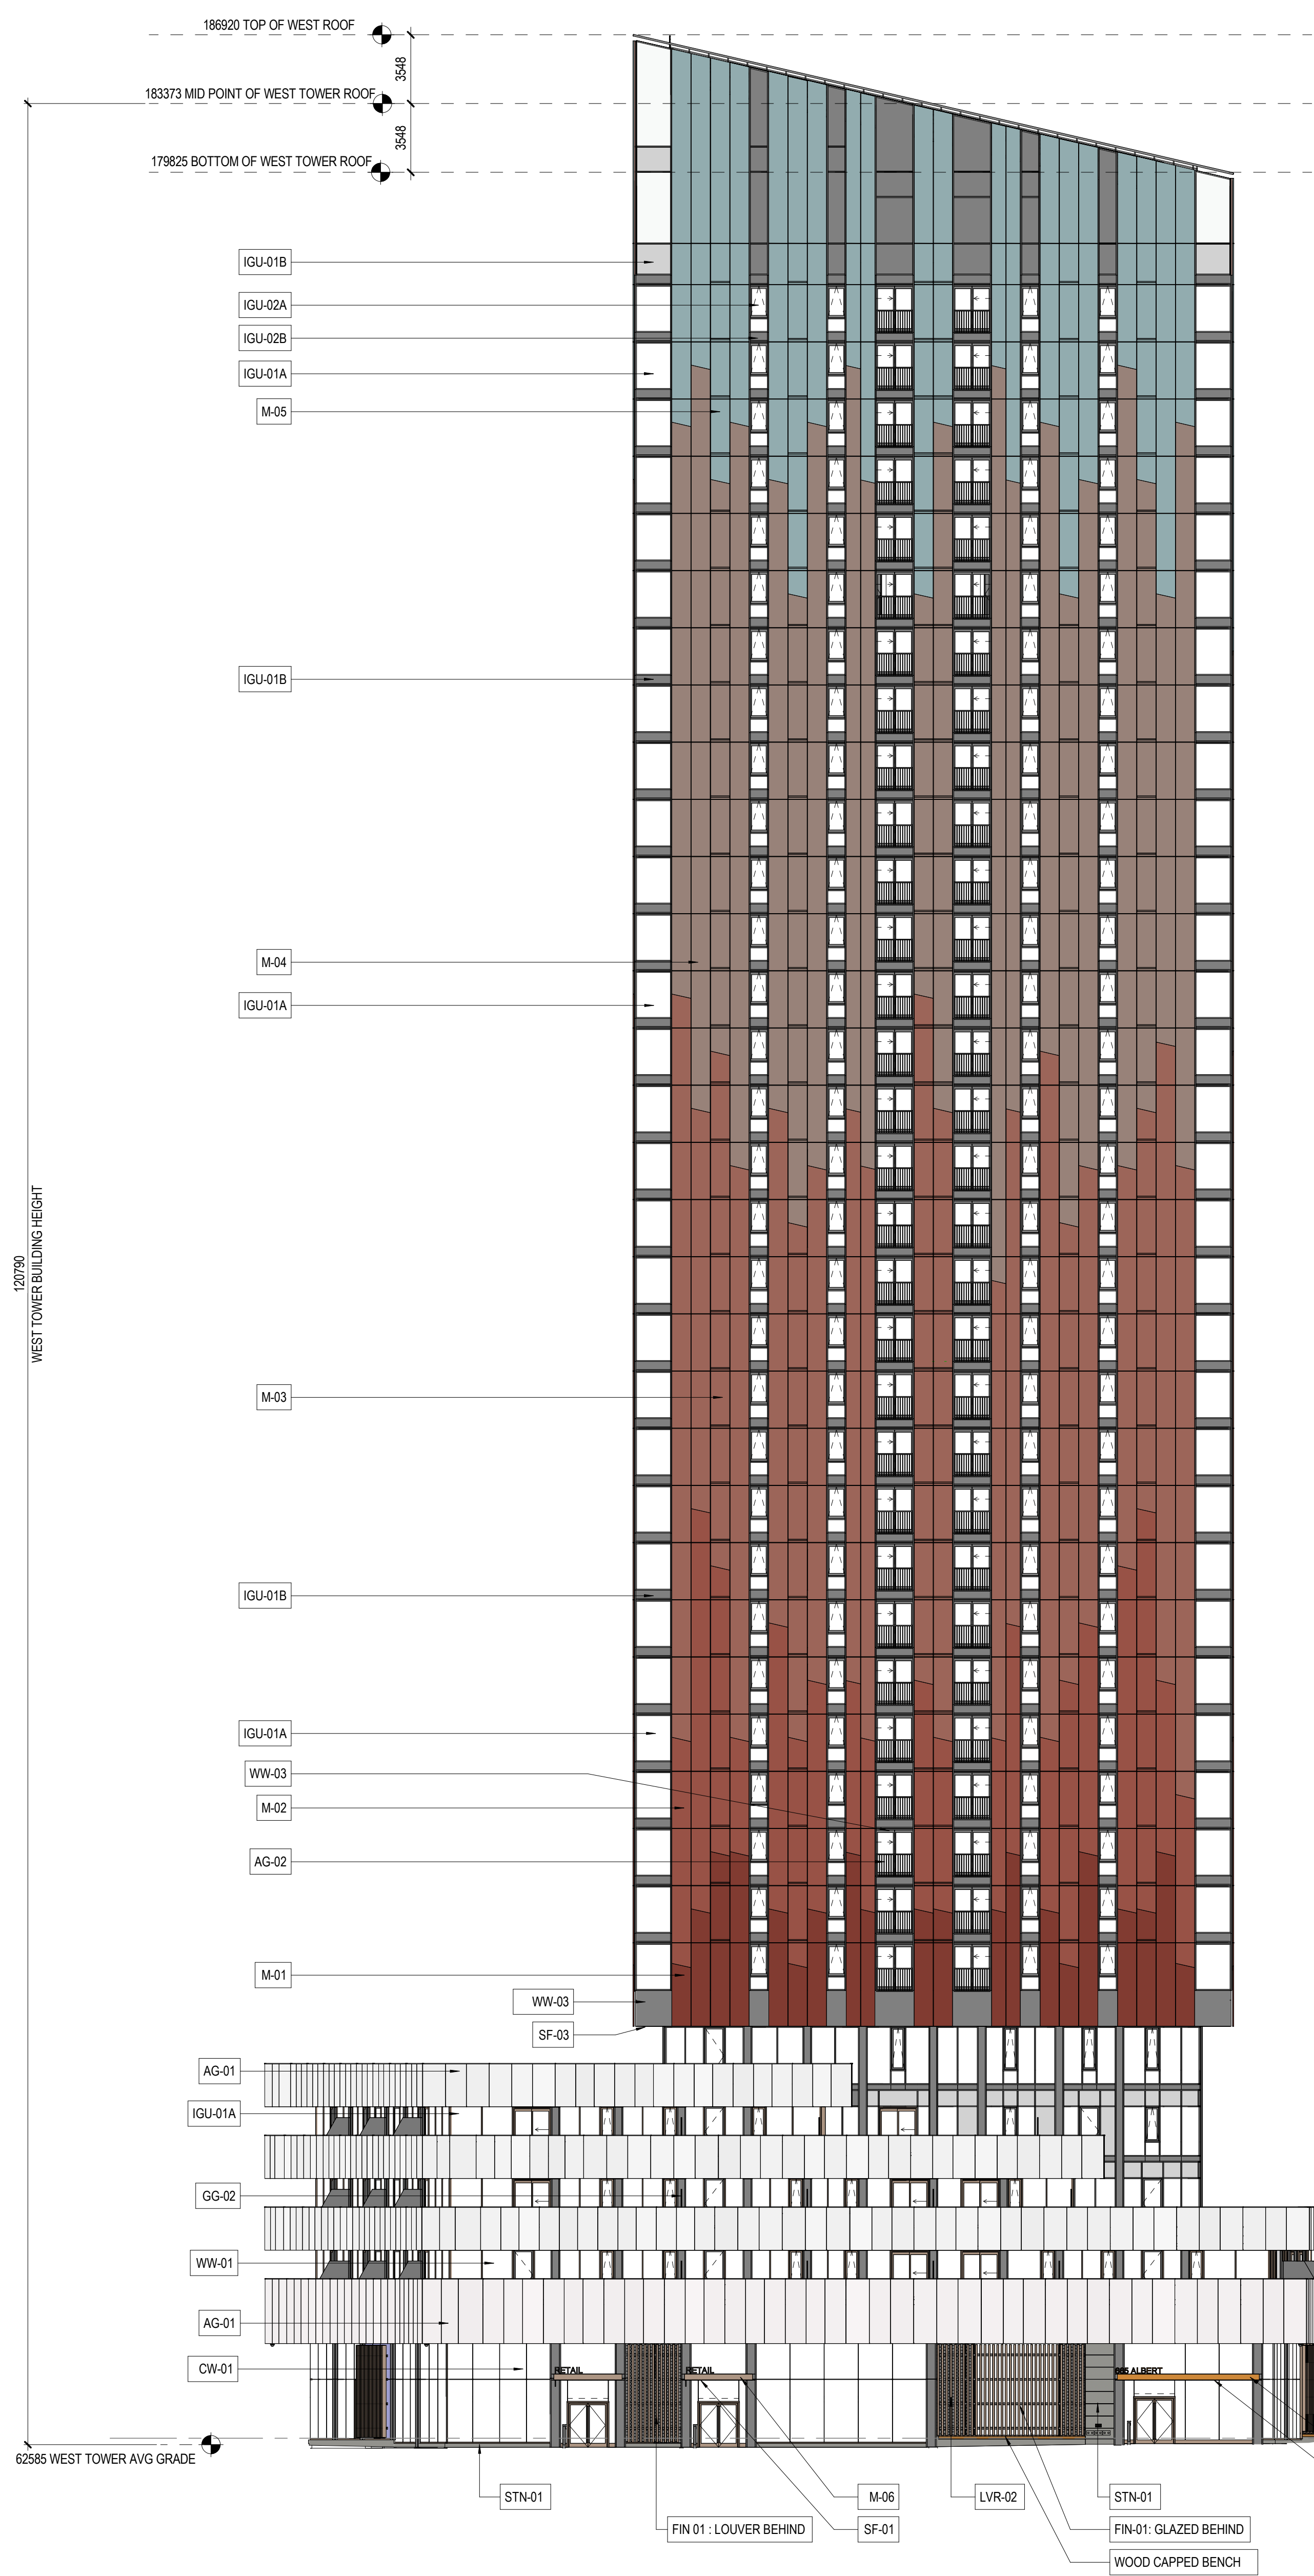 186920 TOP OF WEST ROOF
3548
183373 MID POINT OF WEST TOWER ROOF
3548
179825 BOTTOM OF WEST TOWER ROOF
IGU-01B
IGU-02A
IGU-02B
IGU-01A
M-05
IGU-01B
M-04
IGU-01A
120790
WEST TOWER BUILDING HEIGHT
M-03
IGU-01B
IGU-01A
WW-03
M-02
AG-02
M-01
WW-03
SF-03
AG-01
IGU-01A
GG-02
WW-01
AG-01
CW-01
RETAIL
RETAIL
665 ALBERT
62585 WEST TOWER AVG GRADE
STN-01
M-06
LVR-02
STN-01
FIN 01 : LOUVER BEHIND
SF-01
FIN-01: GLAZED BEHIND
WOOD CAPPED BENCH